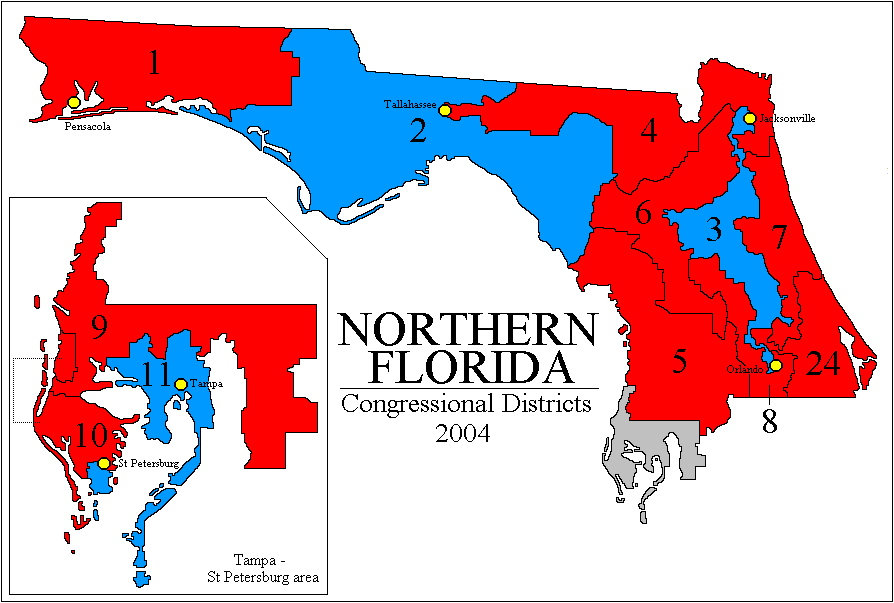 1
Pensacola
Tallahassee
2
4
Jacksonville
6
3
7
5
Orlando
24
8
NORTHERN
FLORIDA
Congressional Districts
2004
9
11
Tampa
10
St Petersburg
Tampa -
St Petersburg area